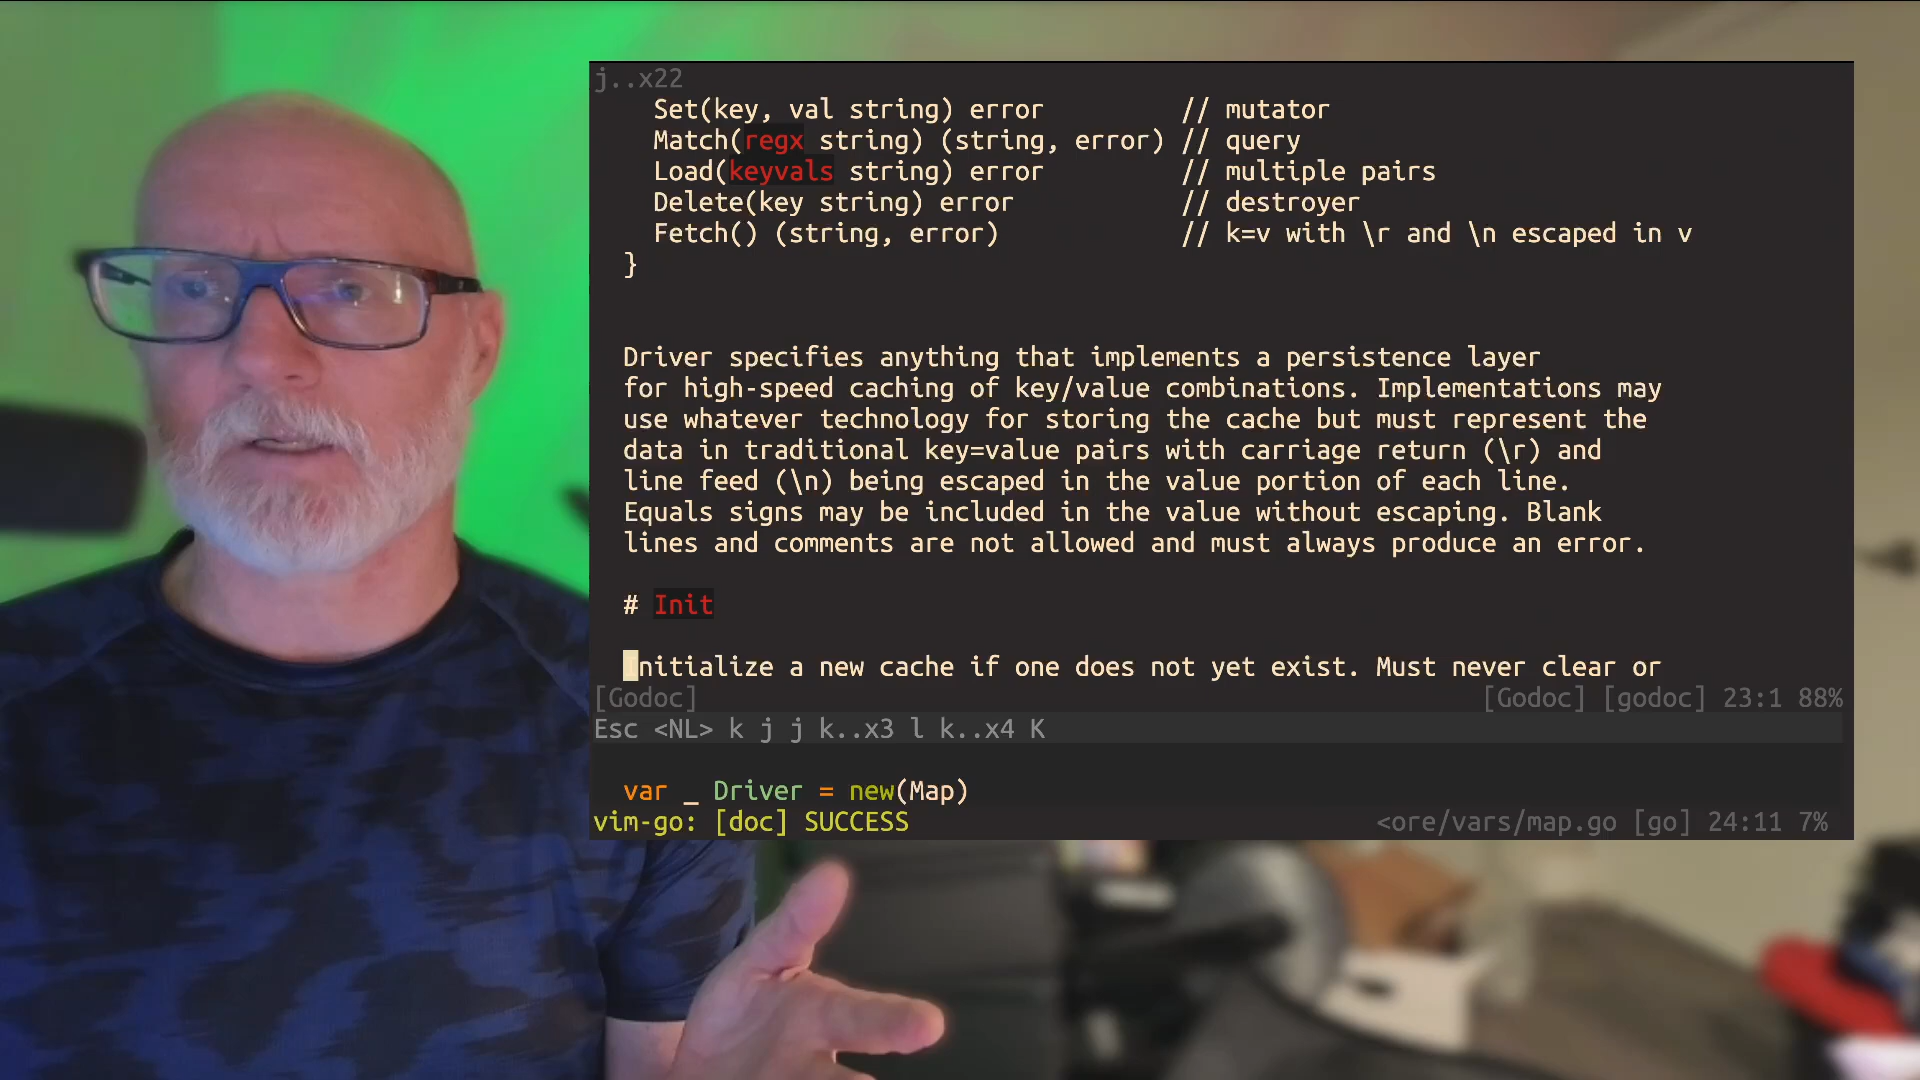 j..x22
Set(key, val string) error // mutator
Match(regx string) (string, error) // query
Load(keyvals string) error // multiple pairs
Delete(key string) error // destroyer
Fetch() (string, error) // k=v with \r and \n escaped in v
}
Driver specifies anything that implements a persistence layer
for high-speed caching of key/value combinations. Implementations may
use whatever technology for storing the cache but must represent the
data in traditional key=value pairs with carriage return (\r) and
line feed (\n) being escaped in the value portion of each line.
Equals signs may be included in the value without escaping. Blank
lines and comments are not allowed and must always produce an error.
# Init
Initialize a new cache if one does not yet exist. Must never clear or
[Godoc] [Godoc] [godoc] 23:1 88%
Esc <NL> k j j k..x3 l k..x4 K
var _ Driver = new(Map)
vim-go: [doc] SUCCESS <ore/vars/map.go [go] 24:11 7%